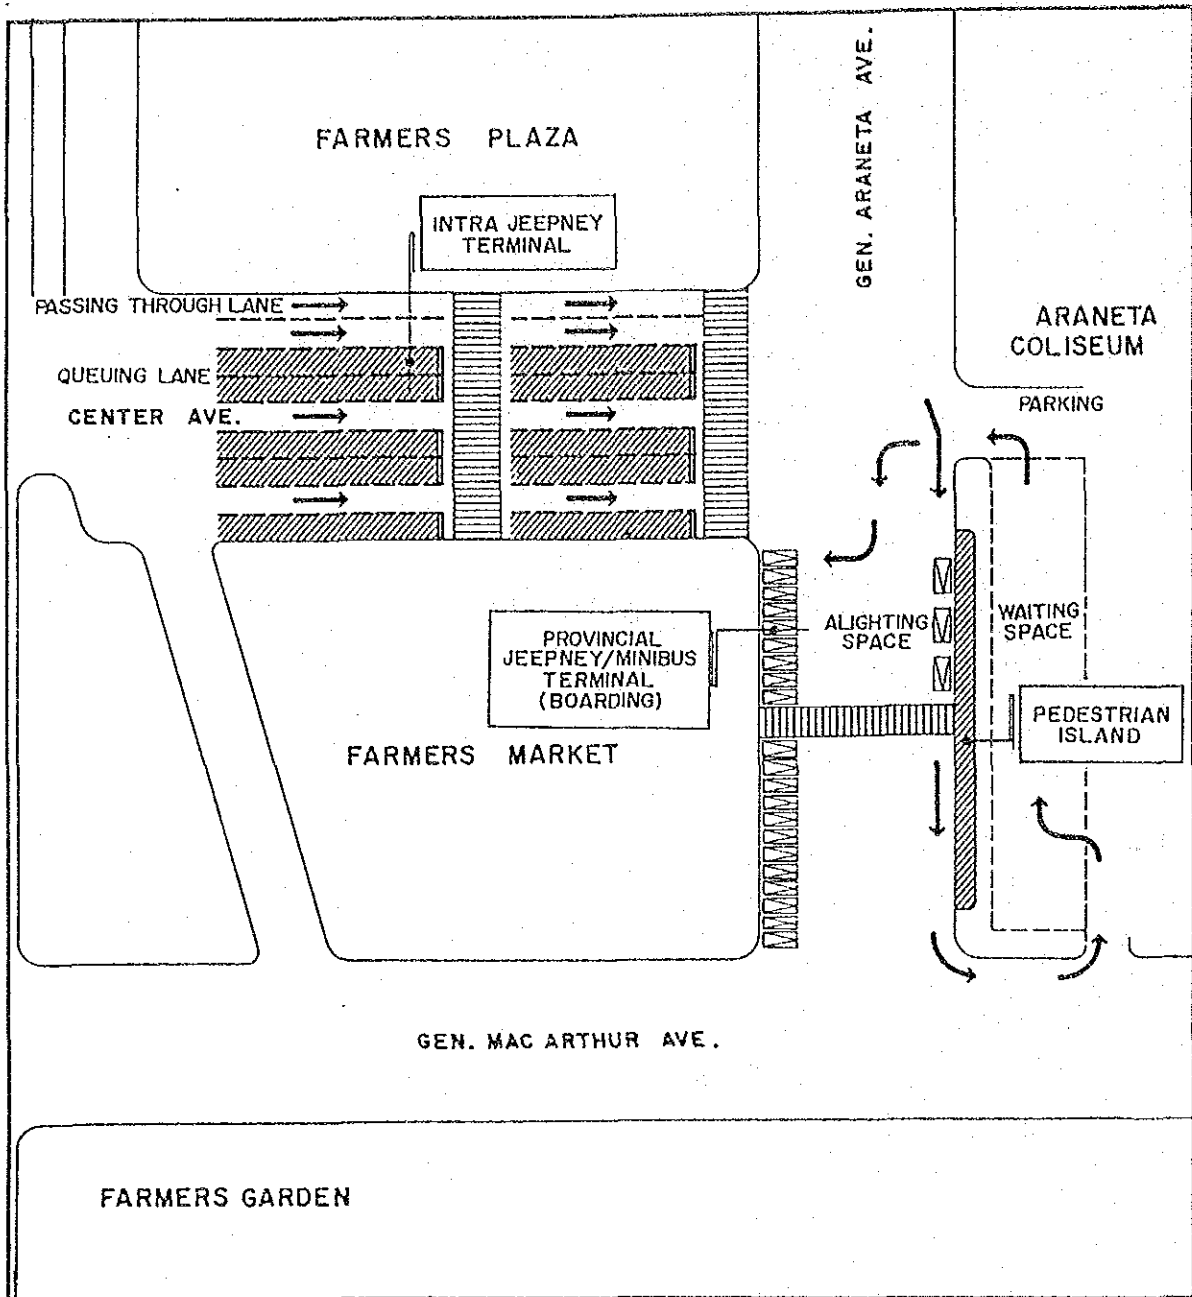 GEN. ARANETA AVE.
FARMERS PLAZA
INTRA JEEPNEY
TERMINAL
PASSING THROUGH LANE
ARANETA
COLISEUM
QUEUING LANE
CENTER AVE.
PARKING
ALIGHTING
SPACE
WAITING
SPACE
PROVINCIAL
JEEPNEY/MINIBUS
TERMINAL
(BOARDING)
PEDESTRIAN
ISLAND
FARMERS MARKET
GEN. MAC ARTHUR AVE.
FARMERS GARDEN